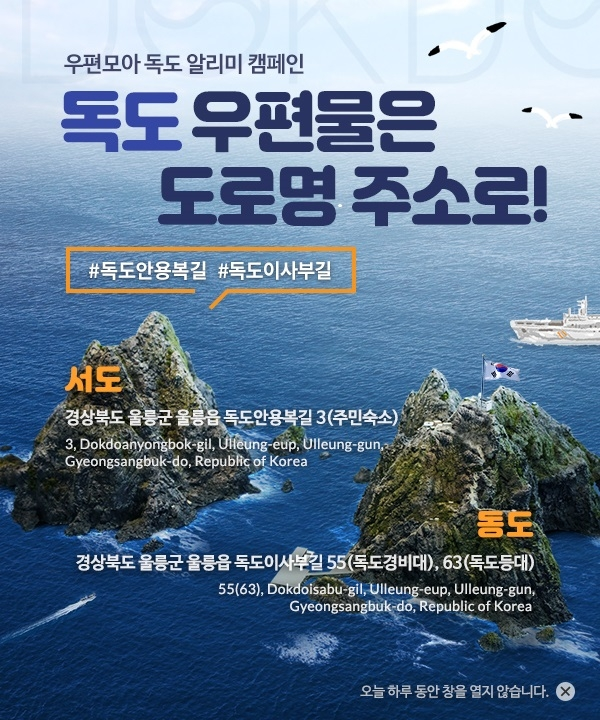 DOKDO
우편모아 독도 알리미 캠페인
독도 우편물은
도로명 주소로!
#독도안용복길 #독도이사부길
서도
경상북도 울릉군 울릉읍 독도안용복길 3(주민숙소)
3, Dokdoanyongbok-gil, Ulleung-eup, Ulleung-gun,
Gyeongsangbuk-do, Republic of Korea
동도
경상북도 울릉군 울릉읍 독도이사부길 55(독도경비대), 63(독도등대)
55(63), Dokdoisabu-gil, Ulleung-eup, Ulleung-gun,
Gyeongsangbuk-do, Republic of Korea
오늘 하루 동안 창을 열지 않습니다.